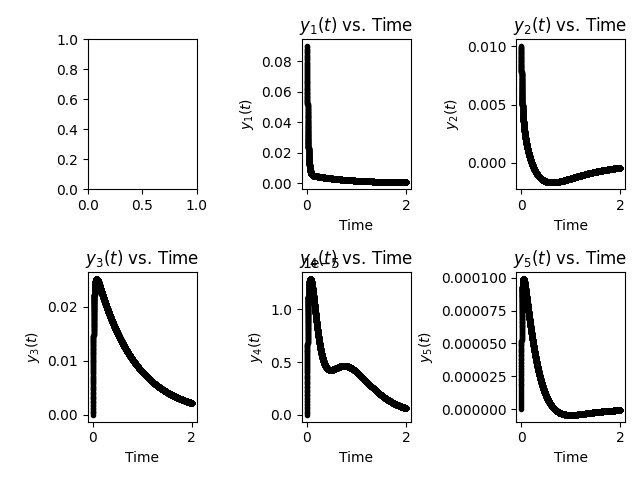 y₁(t) vs. Time
y₂(t) vs. Time
1.0
0.8
0.6
0.4
0.2
0.0
0.0 0.5 1.0
y₁(t)
0.08
0.06
0.04
0.02
0.00
0 2
Time
y₂(t)
0.010
0.005
0.000
0 2
Time
y₃(t) vs. Time
y₄(t) vs. Time
y₅(t) vs. Time
y₃(t)
0.02
0.01
0.00
0 2
Time
1e−5
y₄(t)
1.0
0.5
0.0
0 2
Time
y₅(t)
0.000100
0.000075
0.000050
0.000025
0.000000
0 2
Time